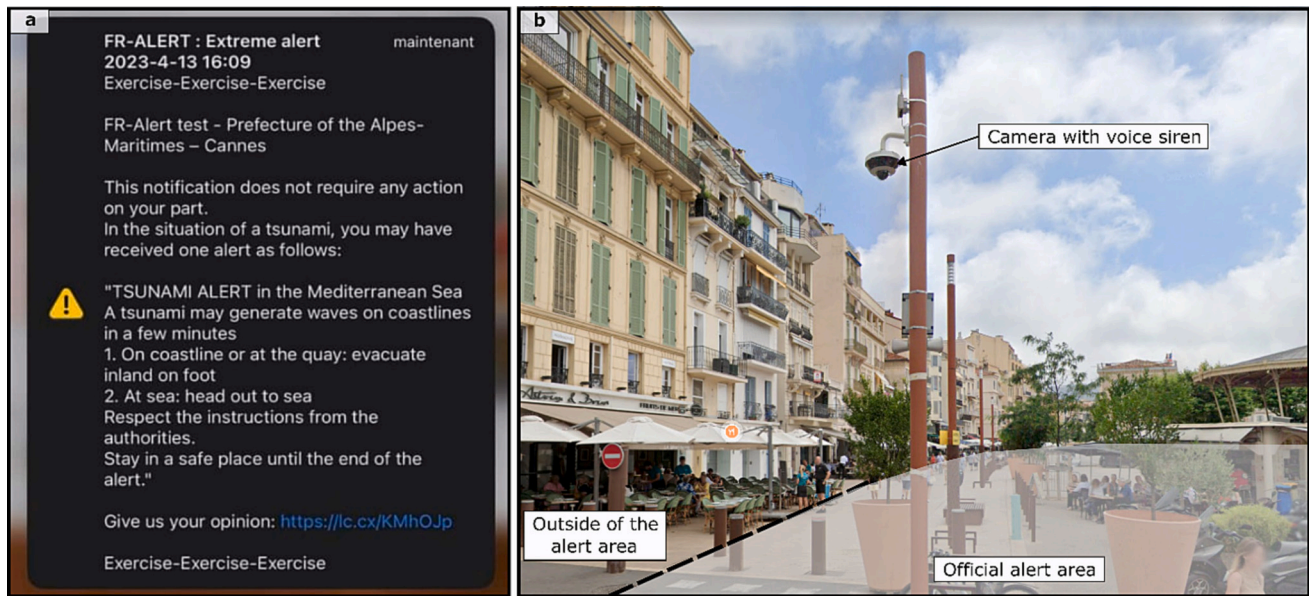 a
FR-ALERT : Extreme alert maintenant
2023-4-13 16:09
Exercise-Exercise-Exercise
FR-Alert test - Prefecture of the Alpes-
Maritimes – Cannes
This notification does not require any action
on your part.
In the situation of a tsunami, you may have
received one alert as follows:
"TSUNAMI ALERT in the Mediterranean Sea
A tsunami may generate waves on coastlines
in a few minutes
1. On coastline or at the quay: evacuate
inland on foot
2. At sea: head out to sea
Respect the instructions from the
authorities.
Stay in a safe place until the end of the
alert."
Give us your opinion: https://lc.cx/KMhOJp
Exercise-Exercise-Exercise
b
Camera with voice siren
Outside of the
alert area
Official alert area